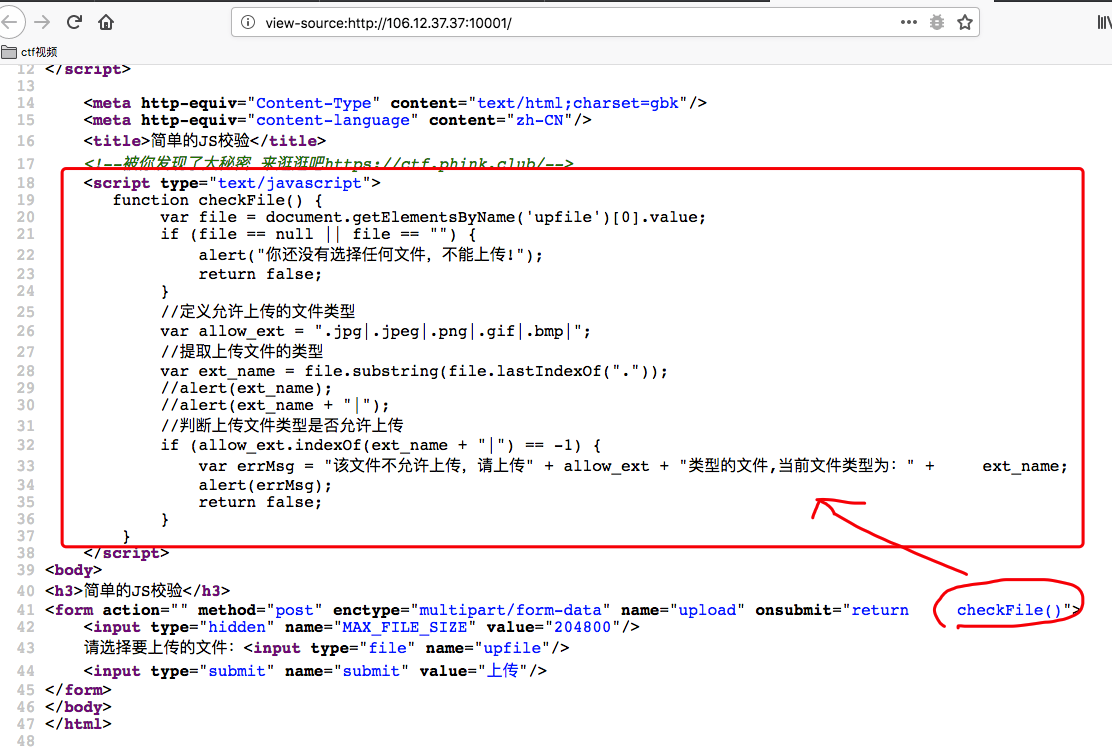 view-source:http://106.12.37.37:10001/
ctf视频
12 </script>
13
14 <meta http-equiv="Content-Type" content="text/html;charset=gbk"/>
15 <meta http-equiv="content-language" content="zh-CN"/>
16 <title>简单的JS校验</title>
17 <!--被你发现了大秘密 来逛逛吧https://ctf.phink.club/-->
18 <script type="text/javascript">
19 function checkFile() {
20 var file = document.getElementsByName('upfile')[0].value;
21 if (file == null || file == "") {
22 alert("你还没有选择任何文件，不能上传!");
23 return false;
24 }
25 //定义允许上传的文件类型
26 var allow_ext = ".jpg|.jpeg|.png|.gif|.bmp|";
27 //提取上传文件的类型
28 var ext_name = file.substring(file.lastIndexOf("."));
29 //alert(ext_name);
30 //alert(ext_name + "|");
31 //判断上传文件类型是否允许上传
32 if (allow_ext.indexOf(ext_name + "|") == -1) {
33 var errMsg = "该文件不允许上传，请上传" + allow_ext + "类型的文件,当前文件类型为：" + ext_name;
34 alert(errMsg);
35 return false;
36 }
37 }
38 </script>
39 <body>
40 <h3>简单的JS校验</h3>
41 <form action="" method="post" enctype="multipart/form-data" name="upload" onsubmit="return checkFile()">
42 <input type="hidden" name="MAX_FILE_SIZE" value="204800"/>
43 请选择要上传的文件：<input type="file" name="upfile"/>
44 <input type="submit" name="submit" value="上传"/>
45 </form>
46 </body>
47 </html>
48